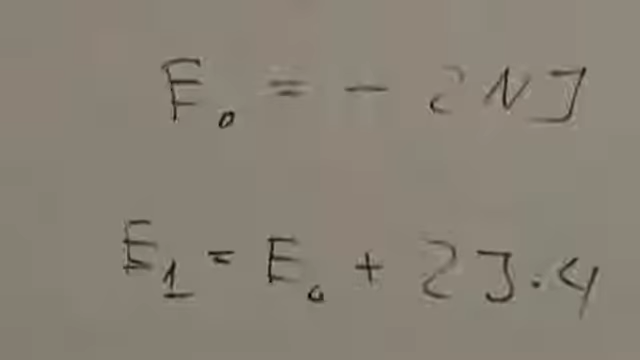 E₀ = - 2NJ
E₁ = E₀ + 2J.4